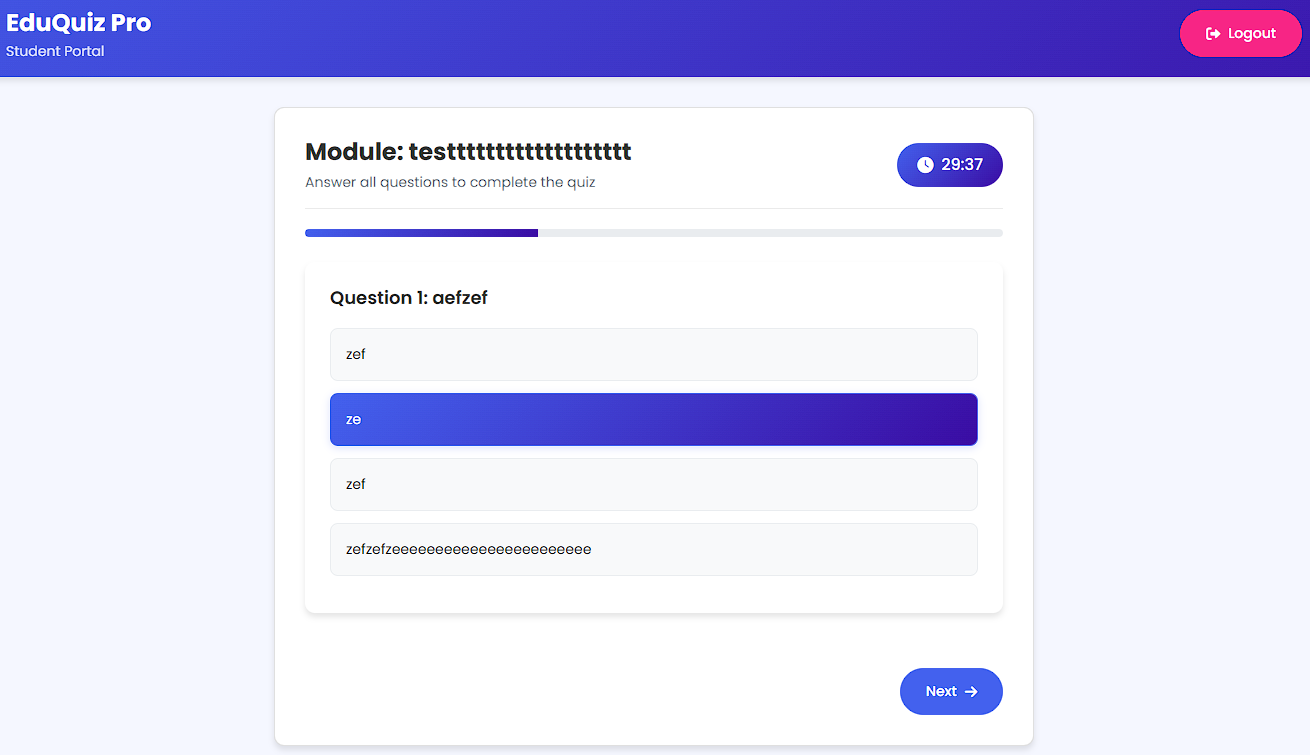 EduQuiz Pro
Student Portal
Logout
Module: testtttttttttttttttttt
29:37
Answer all questions to complete the quiz
Question 1: aefzef
zef
ze
zef
zefzefzeeeeeeeeeeeeeeeeeeeeeee
Next